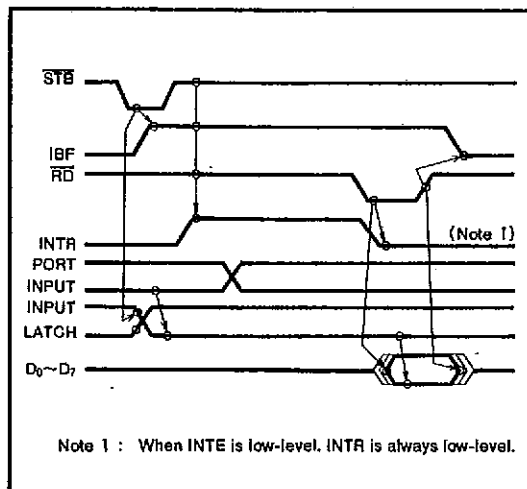 STB
IBF
RD
INTR
(Note 1)
PORT
INPUT
INPUT
LATCH
D₀~D₇
Note 1 : When INTE is low-level. INTR is always low-level.